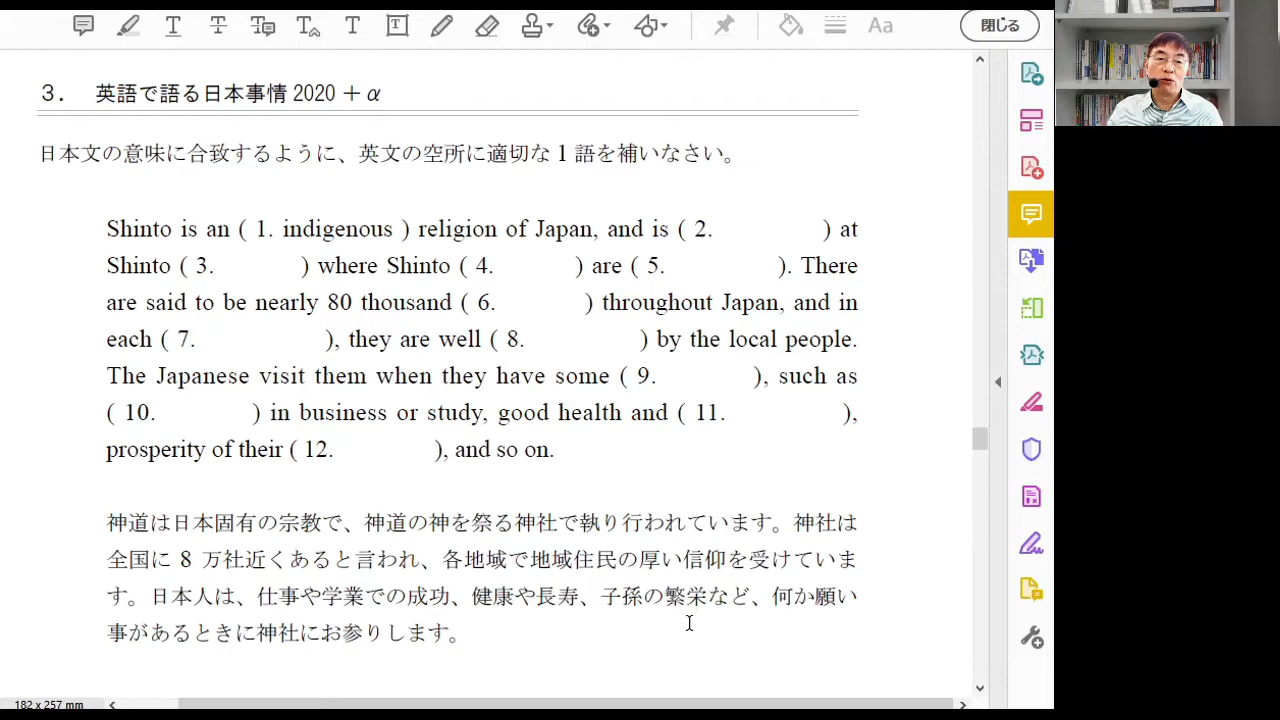 閉じる
Aa
3. 英語で語る日本事情 2020 + α
日本文の意味に合致するように、英文の空所に適切な 1 語を補いなさい。
Shinto is an ( 1. indigenous ) religion of Japan, and is ( 2. ) at
Shinto ( 3. ) where Shinto ( 4. ) are ( 5. ). There
are said to be nearly 80 thousand ( 6. ) throughout Japan, and in
each ( 7. ), they are well ( 8. ) by the local people.
The Japanese visit them when they have some ( 9. ), such as
( 10. ) in business or study, good health and ( 11. ),
prosperity of their ( 12. ), and so on.
神道は日本固有の宗教で、神道の神を祭る神社で執り行われています。神社は
全国に 8 万社近くあると言われ、各地域で地域住民の厚い信仰を受けていま
す。日本人は、仕事や学業での成功、健康や長寿、子孫の繁栄など、何か願い
事があるときに神社にお参りします。
182 x 257 mm